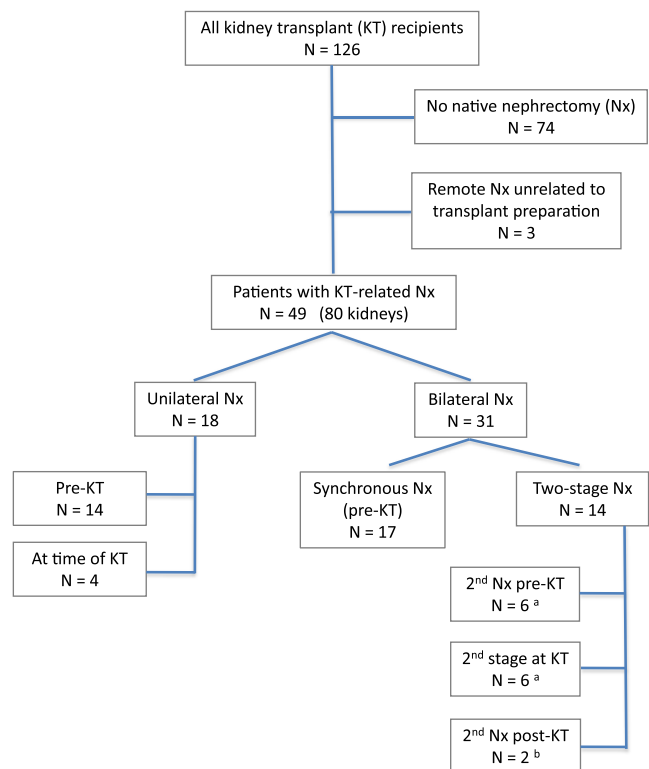 All kidney transplant (KT) recipients
N = 126
No native nephrectomy (Nx)
N = 74
Remote Nx unrelated to
transplant preparation
N = 3
Patients with KT-related Nx
N = 49 (80 kidneys)
Unilateral Nx
N = 18
Bilateral Nx
N = 31
Pre-KT
N = 14
At time of KT
N = 4
Synchronous Nx
(pre-KT)
N = 17
Two-stage Nx
N = 14
2nd Nx pre-KT
N = 6 a
2nd stage at KT
N = 6 a
2nd Nx post-KT
N = 2 b